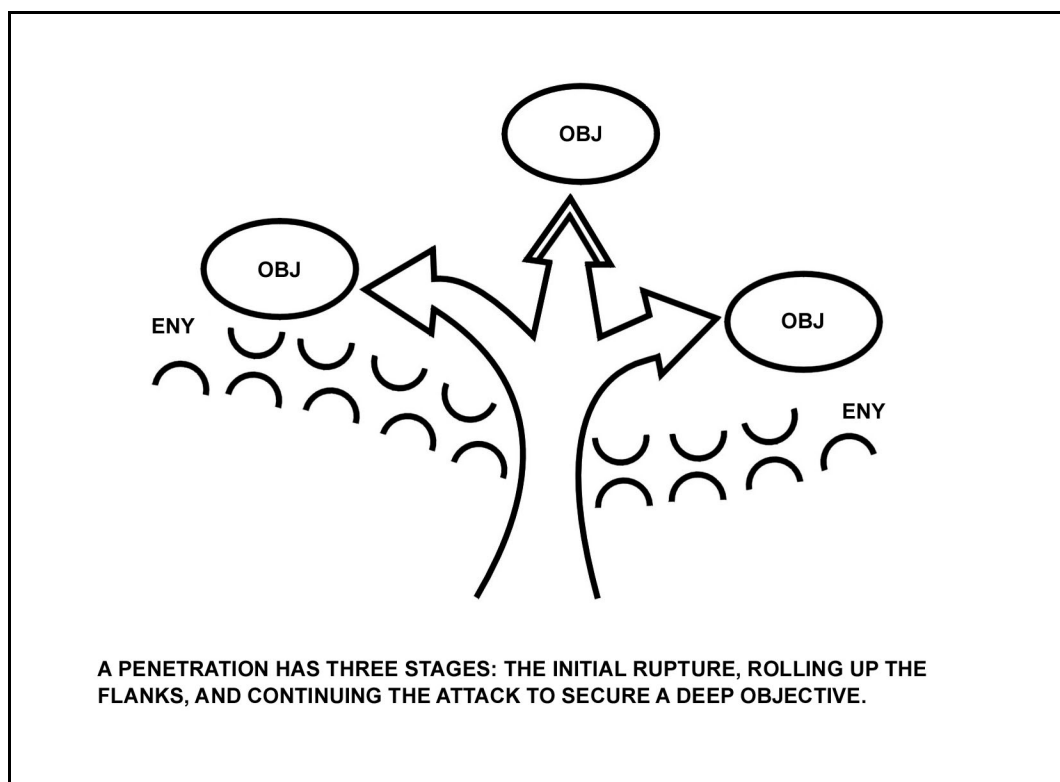 OBJ
OBJ
OBJ
ENY
ENY
A PENETRATION HAS THREE STAGES: THE INITIAL RUPTURE, ROLLING UP THE
FLANKS, AND CONTINUING THE ATTACK TO SECURE A DEEP OBJECTIVE.